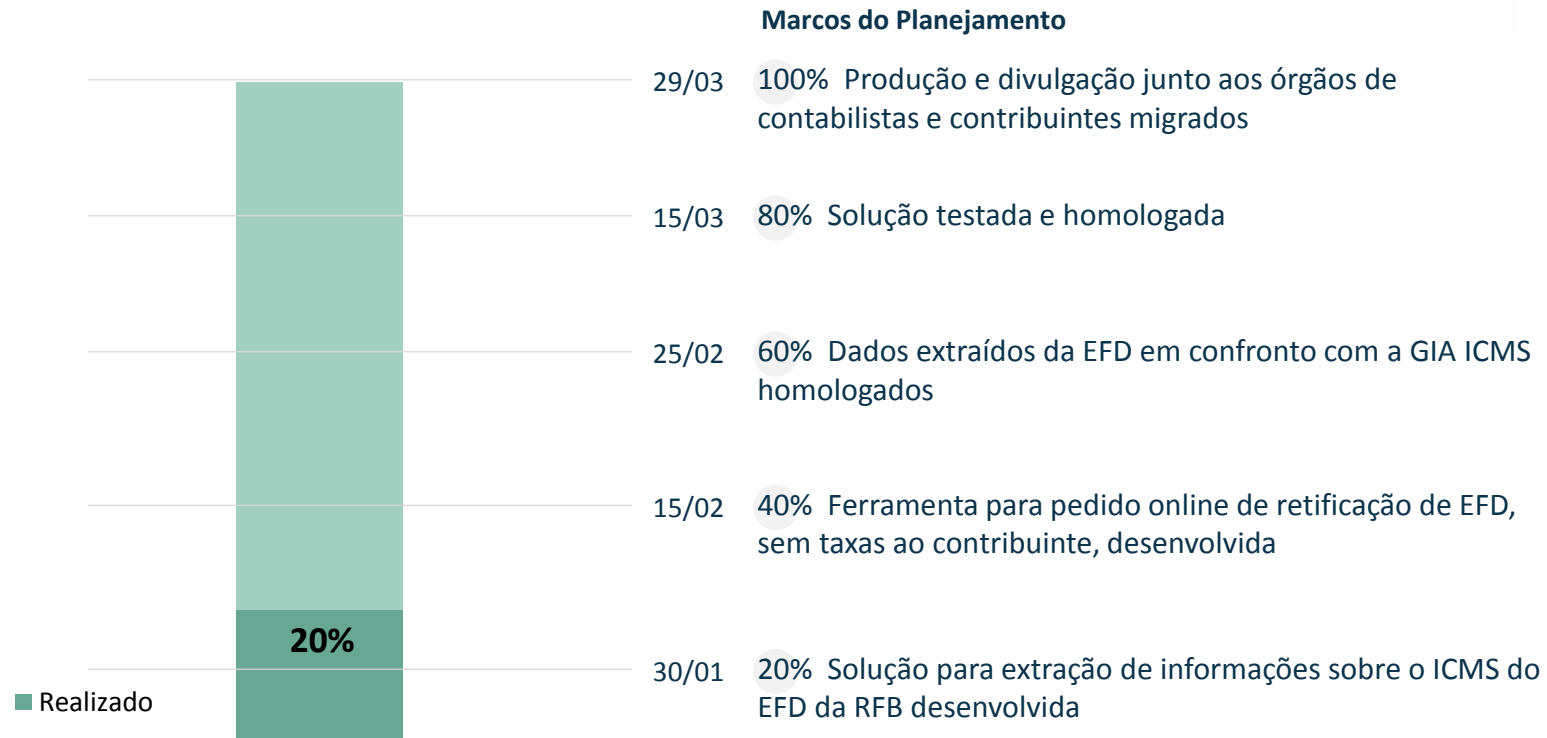 Marcos do Planejamento
29/03 100% Produção e divulgação junto aos órgãos de
contabilistas e contribuintes migrados
15/03 80% Solução testada e homologada
25/02 60% Dados extraídos da EFD em confronto com a GIA ICMS
homologados
15/02 40% Ferramenta para pedido online de retificação de EFD,
sem taxas ao contribuinte, desenvolvida
20%
30/01 20% Solução para extração de informações sobre o ICMS do
EFD da RFB desenvolvida
Realizado